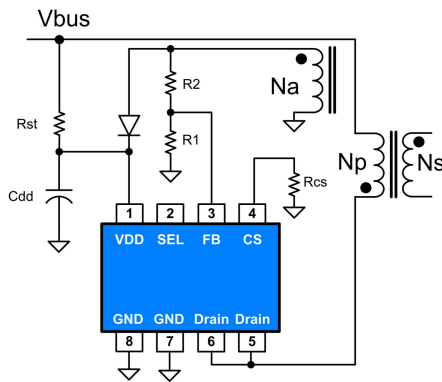 Vbus
R2
Na
Rst
R1
Np
Ns
Cdd
Rcs
1 2 3 4
VDD SEL FB CS
GND GND Drain Drain
8 7 6 5